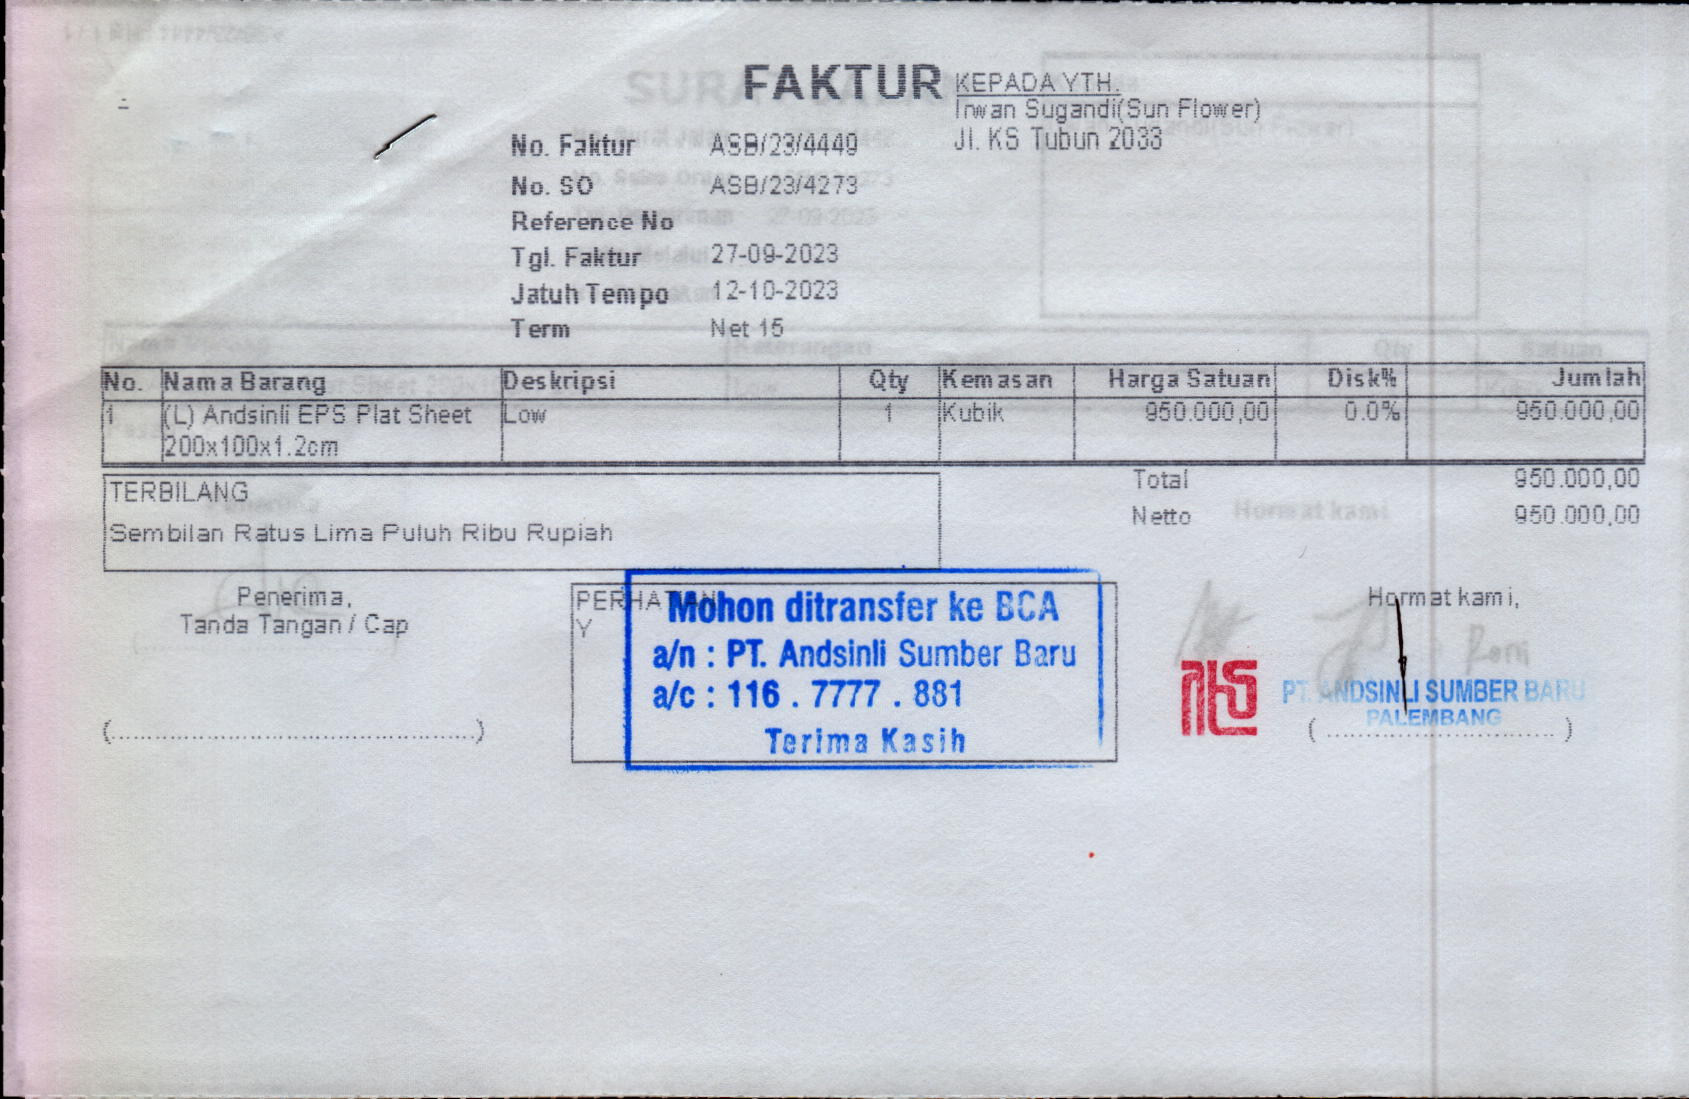 FAKTUR
KEPADA YTH.
Irwan Sugandi(Sun Flower)
Jl. KS Tubun 2033
No. Faktur ASB/23/4449
No. SO ASB/23/4273
Reference No
Tgl. Faktur 27-09-2023
Jatuh Tempo 12-10-2023
Term Net 15
No. Nama Barang Deskripsi Qty Kemasan Harga Satuan Disk% Jumlah
1 (L) Andsinli EPS Plat Sheet Low 1 Kubik 950.000,00 0.0% 950.000,00
200x100x1.2cm
TERBILANG
Sembilan Ratus Lima Puluh Ribu Rupiah
Total 950.000,00
Netto 950.000,00
Penerima,
Tanda Tangan / Cap
(....................................................)
PERHATIAN
Y
Mohon ditransfer ke BCA
a/n : PT. Andsinli Sumber Baru
a/c : 116 . 7777 . 881
Terima Kasih
Hormat kami,
Roni
PT. ANDSINLI SUMBER BARU
PALEMBANG
( ............................ )